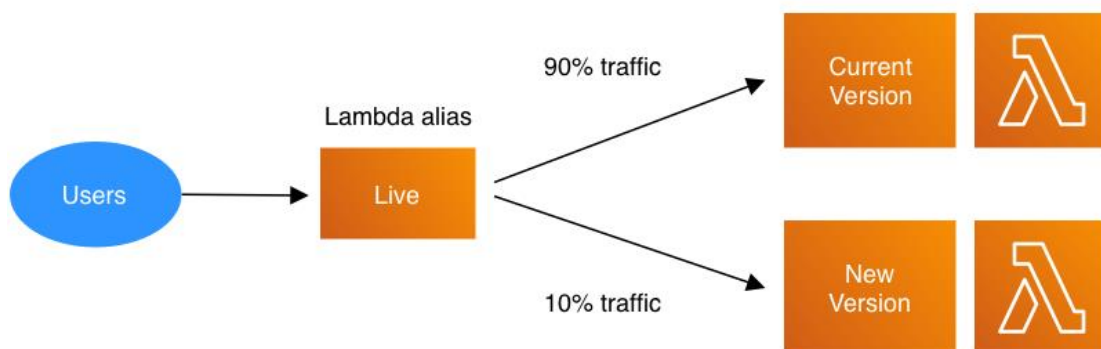 Users
Lambda alias
Live
90% traffic
10% traffic
Current
Version
New
Version